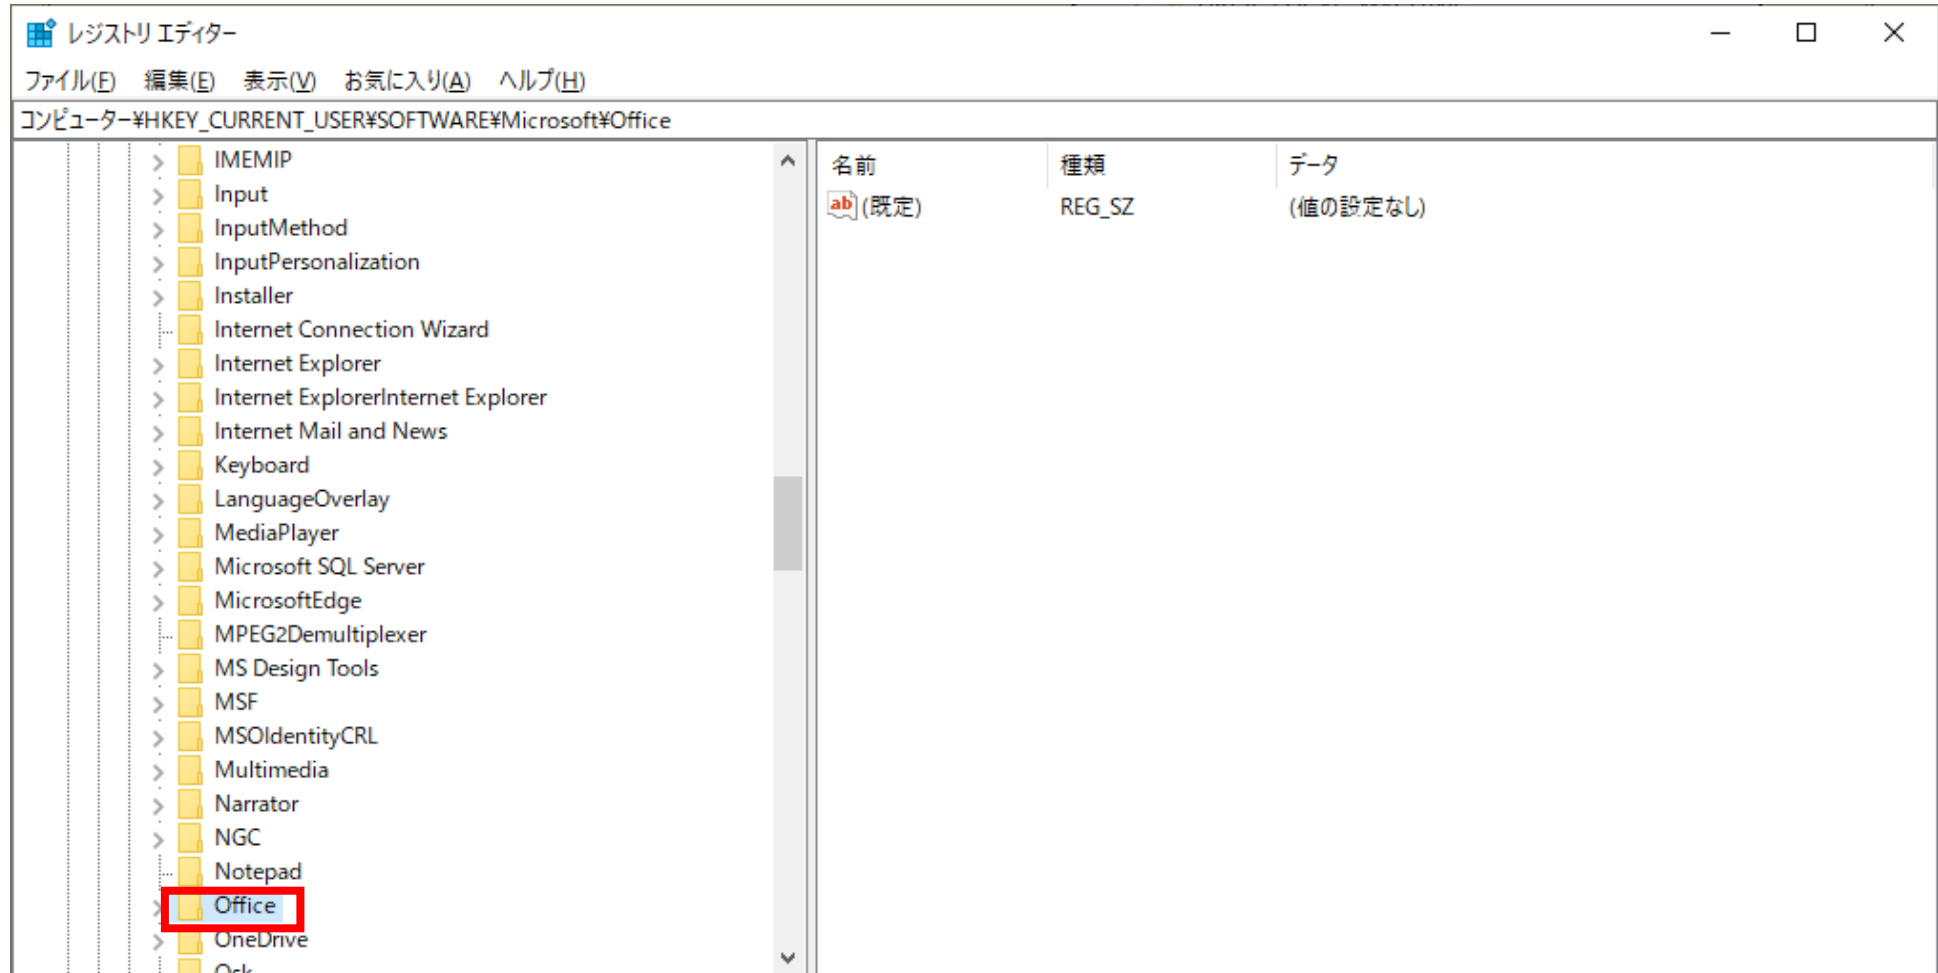 レジストリ エディター
ファイル(F) 編集(E) 表示(V) お気に入り(A) ヘルプ(H)
コンピューター¥HKEY_CURRENT_USER¥SOFTWARE¥Microsoft¥Office
IMEMIP
Input
InputMethod
InputPersonalization
Installer
Internet Connection Wizard
Internet Explorer
Internet ExplorerInternet Explorer
Internet Mail and News
Keyboard
LanguageOverlay
MediaPlayer
Microsoft SQL Server
MicrosoftEdge
MPEG2Demultiplexer
MS Design Tools
MSF
MSOIdentityCRL
Multimedia
Narrator
NGC
Notepad
Office
OneDrive
Osk
名前 種類 データ
ab (既定) REG_SZ (値の設定なし)